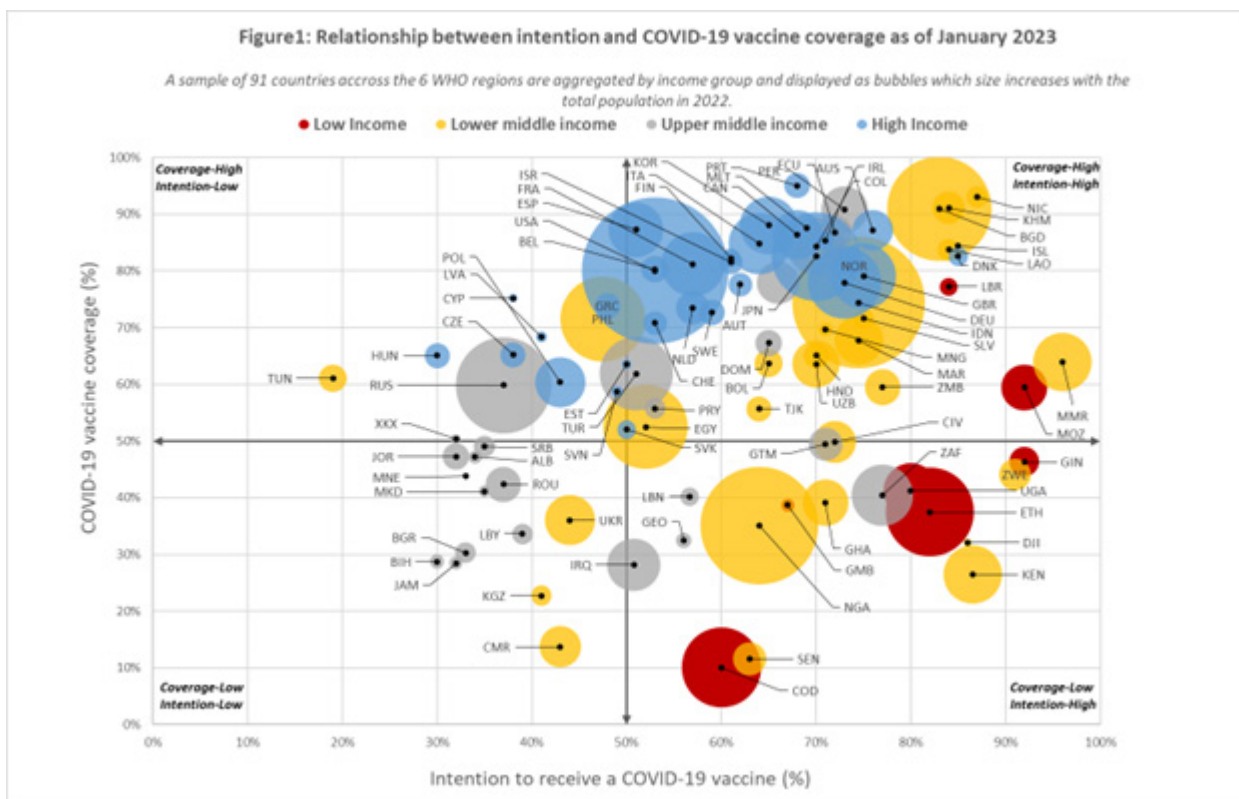 Figure1: Relationship between intention and COVID-19 vaccine coverage as of January 2023
A sample of 91 countries accross the 6 WHO regions are aggregated by income group and displayed as bubbles which size increases with the
total population in 2022.
Low Income Lower middle income Upper middle income High Income
100%
90%
80%
70%
60%
50%
40%
30%
20%
10%
0%
COVID-19 vaccine coverage (%)
Coverage-High
Intention-Low
Coverage-High
Intention-High
KOR
ITA
ISR
FRA
FIN
ESP
USA
BEL
PRT
MLT
CAN
PER
ECU
AUS
IRL
COL
NIC
KHM
BGD
ISL
LAO
DNK
LBR
NOR
GBR
DEU
IDN
SLV
JPN
AUT
POL
LVA
CYP
CZE
HUN
TUN
RUS
GRC
PHL
NLD
SWE
CHE
DOM
BOL
MNG
MAR
HND
UZB
ZMB
MMR
MOZ
EST
TUR
SVN
PRY
EGY
SVK
TJK
CIV
GTM
ZAF
GIN
ZWE
UGA
ETH
DJI
KEN
XXX
JOR
SRB
ALB
MNE
MKD
ROU
LBN
GEO
UKR
LBY
BGR
BIH
JAM
IRQ
GHA
GMB
NGA
KGZ
CMR
SEN
COD
Coverage-Low
Intention-Low
Coverage-Low
Intention-High
0% 10% 20% 30% 40% 50% 60% 70% 80% 90% 100%
Intention to receive a COVID-19 vaccine (%)